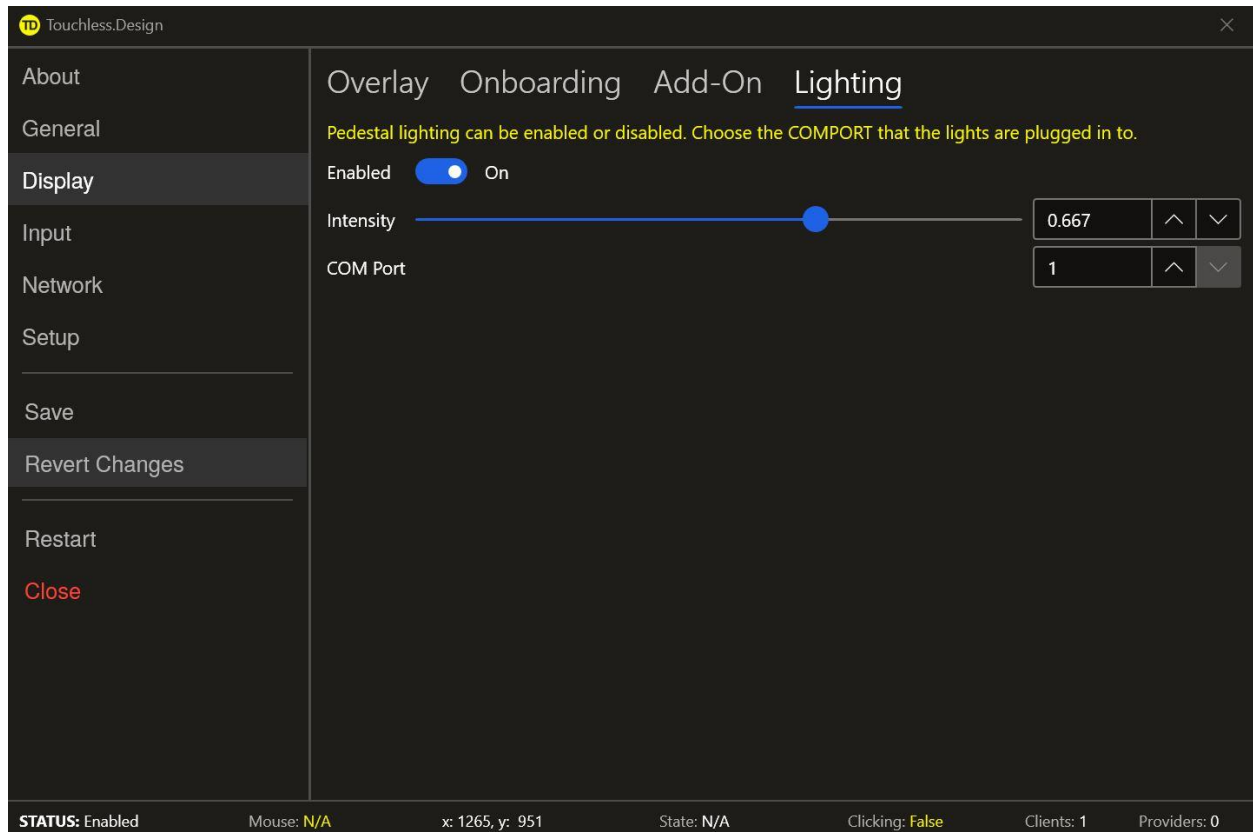 TD Touchless.Design
About
General
Display
Input
Network
Setup
Save
Revert Changes
Restart
Close
Overlay Onboarding Add-On Lighting
Pedestal lighting can be enabled or disabled. Choose the COMPORT that the lights are plugged in to.
Enabled On
Intensity 0.667
COM Port 1
STATUS: Enabled Mouse: N/A x: 1265, y: 951 State: N/A Clicking: False Clients: 1 Providers: 0